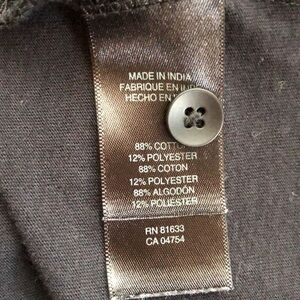 MADE IN INDIA
FABRIQUE EN
HECHO EN
88%
12% POLYESTER
88% COTON
12% POLYESTER
88% ALGODÓN
12% POLIESTER
RN 81633
CA 04754